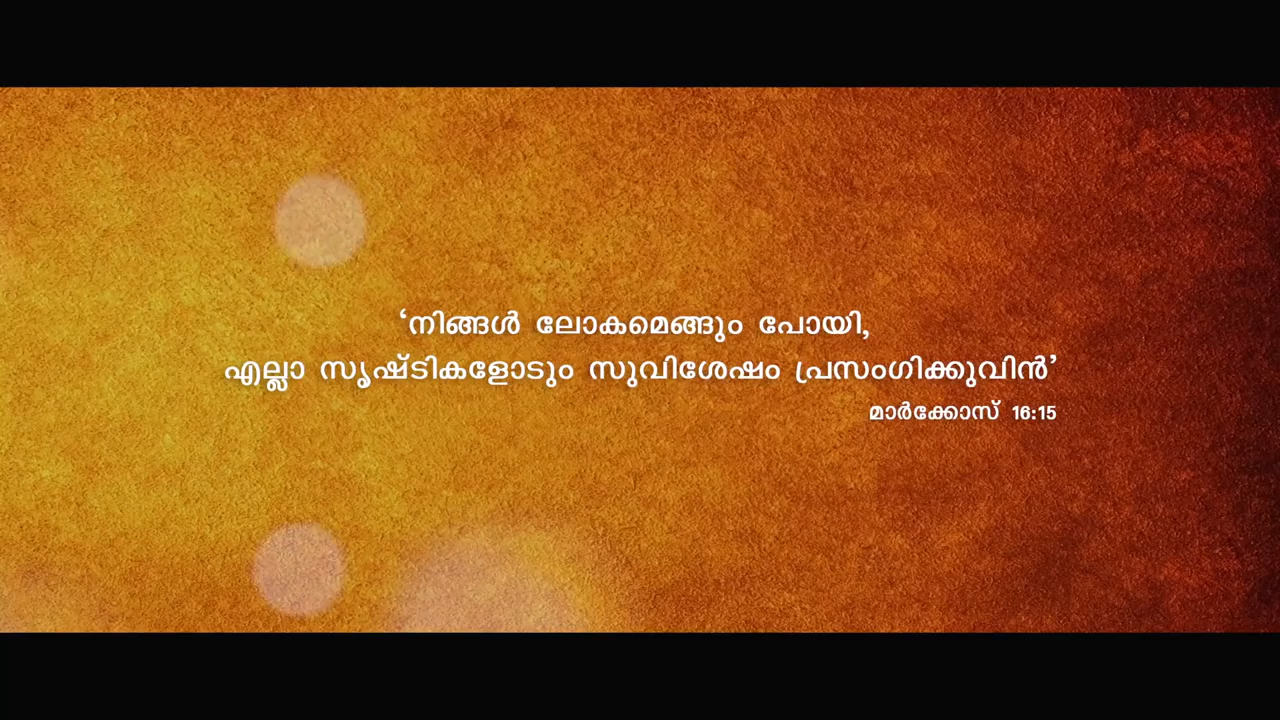 ‘നിങ്ങൾ ലോകമെങ്ങും പോയി,
എല്ലാ സൃഷ്ടികളോടും സുവിശേഷം പ്രസംഗിക്കുവിൻ’
മാർക്കോസ് 16:15